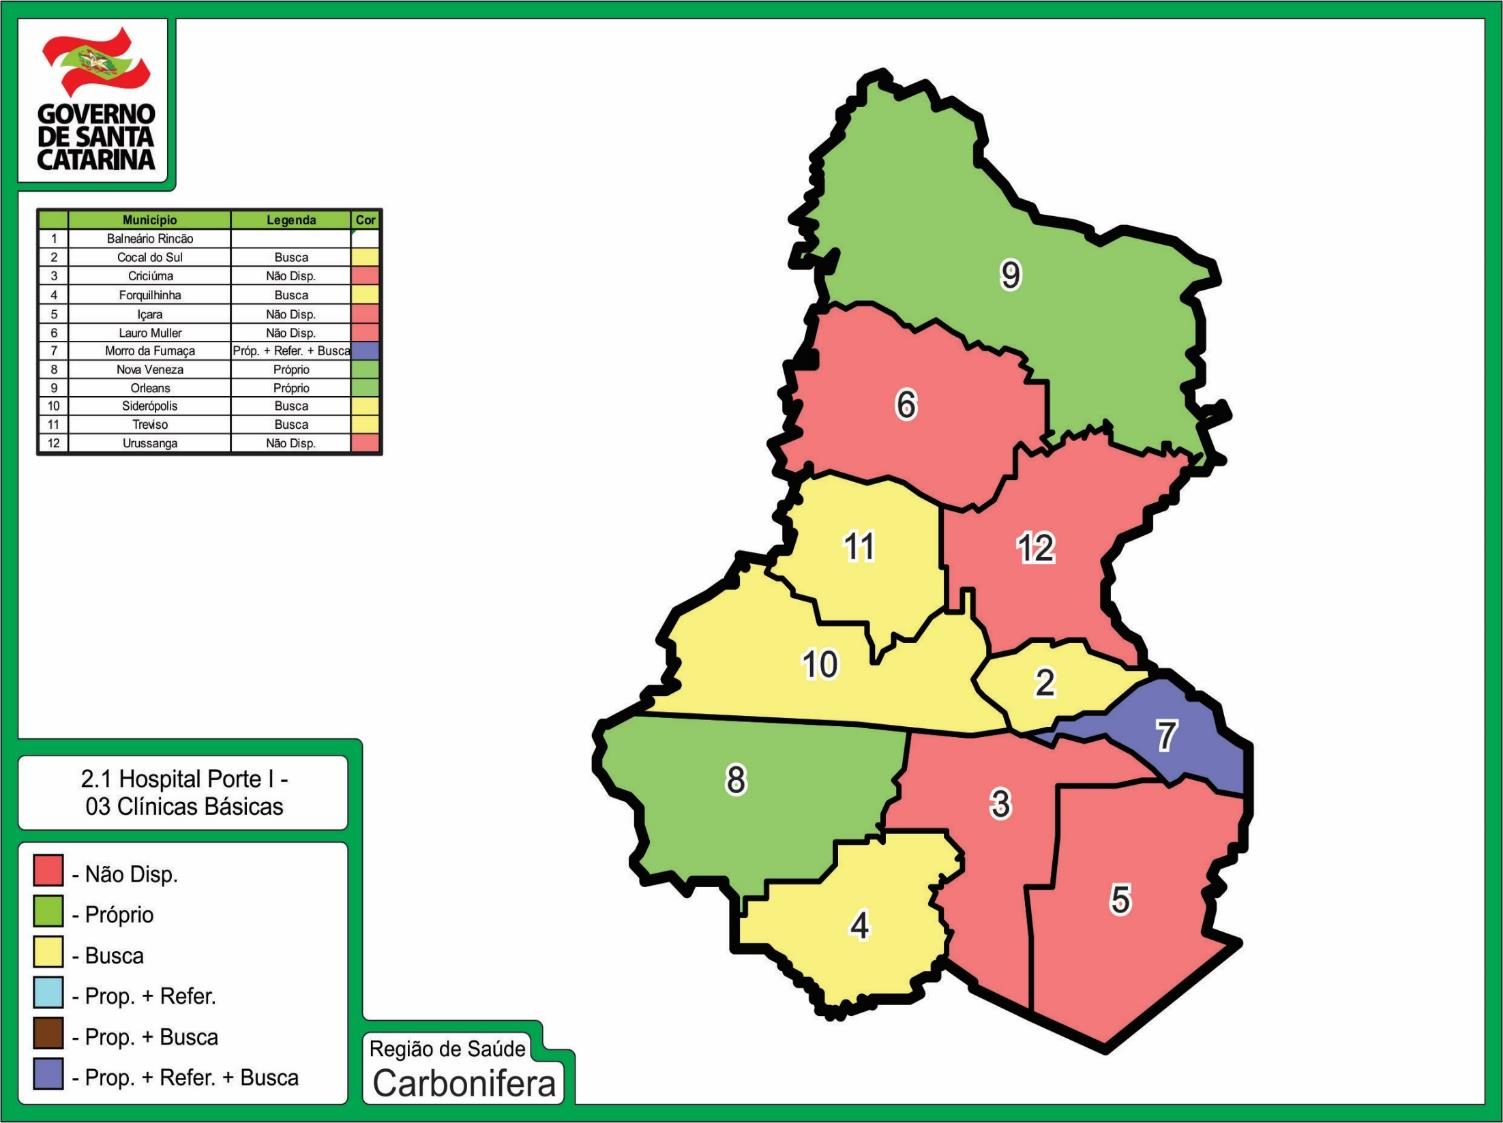 GOVERNO
DE SANTA
CATARINA
Município Legenda Cor
1 Balneário Rincão
2 Cocal do Sul Busca
3 Criciúma Não Disp.
4 Forquilhinha Busca
5 Içara Não Disp.
6 Lauro Muller Não Disp.
7 Morro da Fumaça Próp. + Refer. + Busca
8 Nova Veneza Próprio
9 Orleans Próprio
10 Siderópolis Busca
11 Treviso Busca
12 Urussanga Não Disp.
9
6
11
12
10
2
7
8
3
5
4
2.1 Hospital Porte I -
03 Clínicas Básicas
- Não Disp.
- Próprio
- Busca
- Prop. + Refer.
- Prop. + Busca
- Prop. + Refer. + Busca
Região de Saúde
Carbonifera